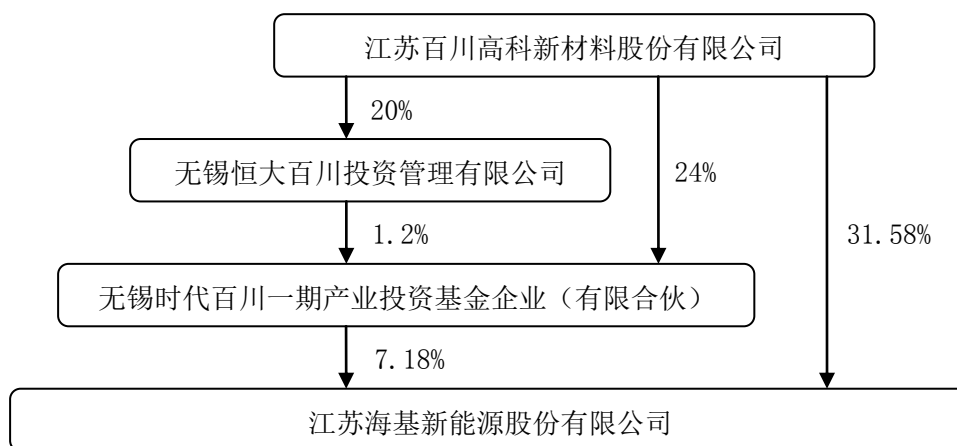 江苏百川高科新材料股份有限公司
20%
无锡恒大百川投资管理有限公司
24%
1.2%
31.58%
无锡时代百川一期产业投资基金企业（有限合伙）
7.18%
江苏海基新能源股份有限公司